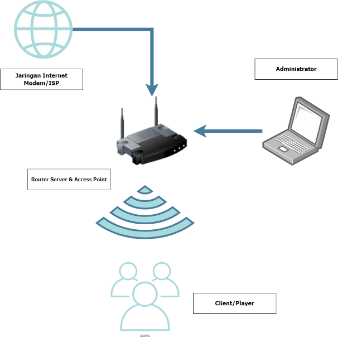 Jaringan Internet
Modem/ISP
Administrator
Router Server & Access Point
Client/Player